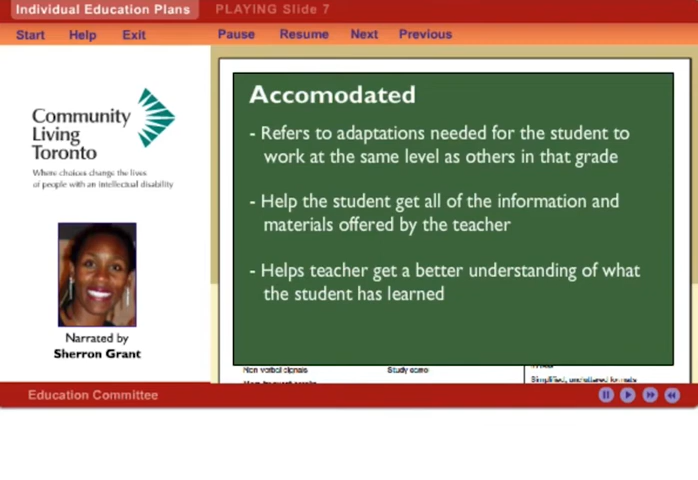 Individual Education Plans
PLAYING Slide 7
Start Help Exit
Pause Resume Next Previous
Community
Living
Toronto
Where choices change the lives
of people with an intellectual disability
Narrated by
Sherron Grant
Accomodated
- Refers to adaptations needed for the student to
work at the same level as others in that grade
- Help the student get all of the information and
materials offered by the teacher
- Helps teacher get a better understanding of what
the student has learned
Non verbal signals
Study carro
Simplified, uncluttered formats
Education Committee